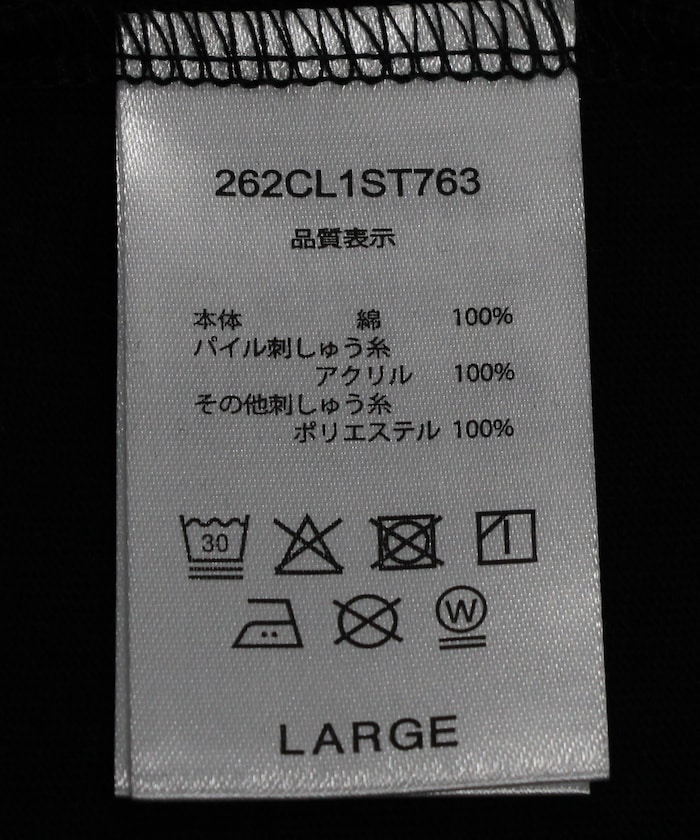 262CL1ST763
品質表示
本体 綿 100%
パイル刺しゅう糸
アクリル 100%
その他刺しゅう糸
ポリエステル 100%
30
W
LARGE